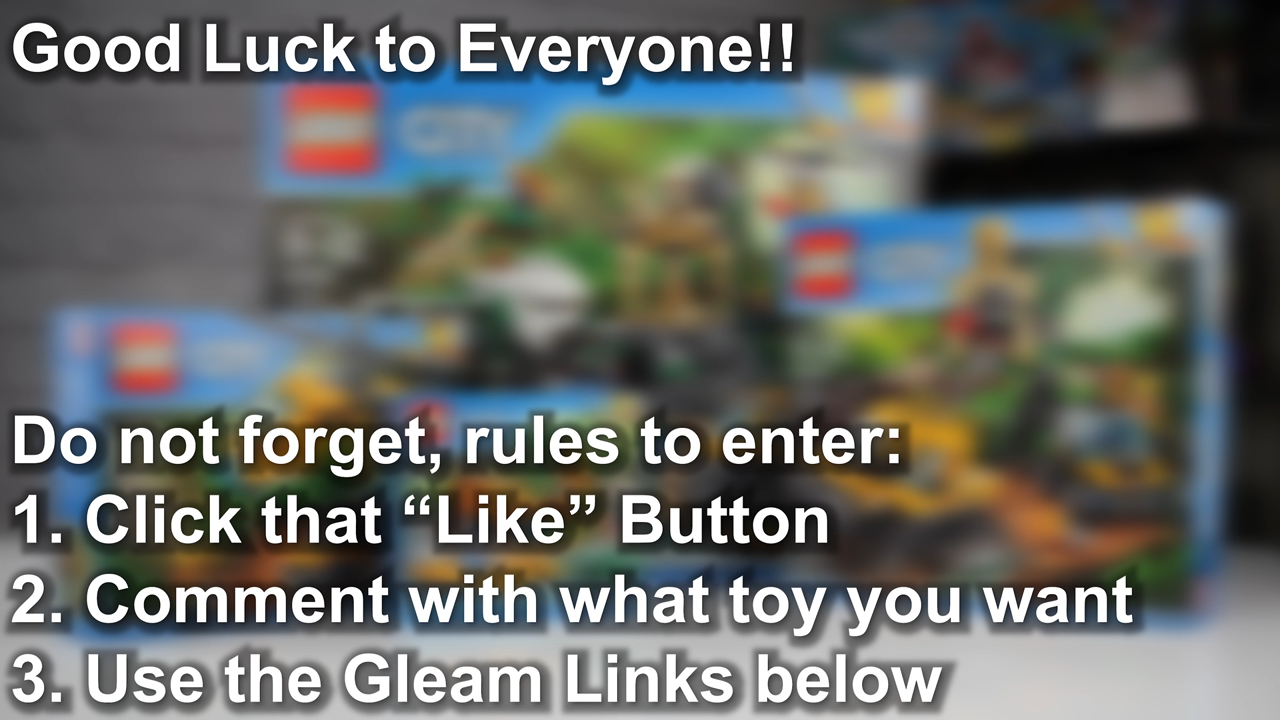 Good Luck to Everyone!!
CITY
Do not forget, rules to enter:
1. Click that “Like” Button
2. Comment with what toy you want
3. Use the Gleam Links below